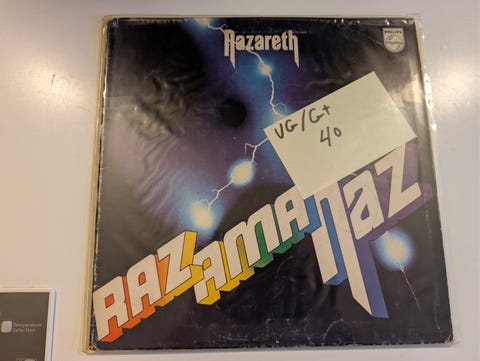 Nazareth
PHILIPS
VG/G+
40
RAZAMANAZ
Temperature
Selection